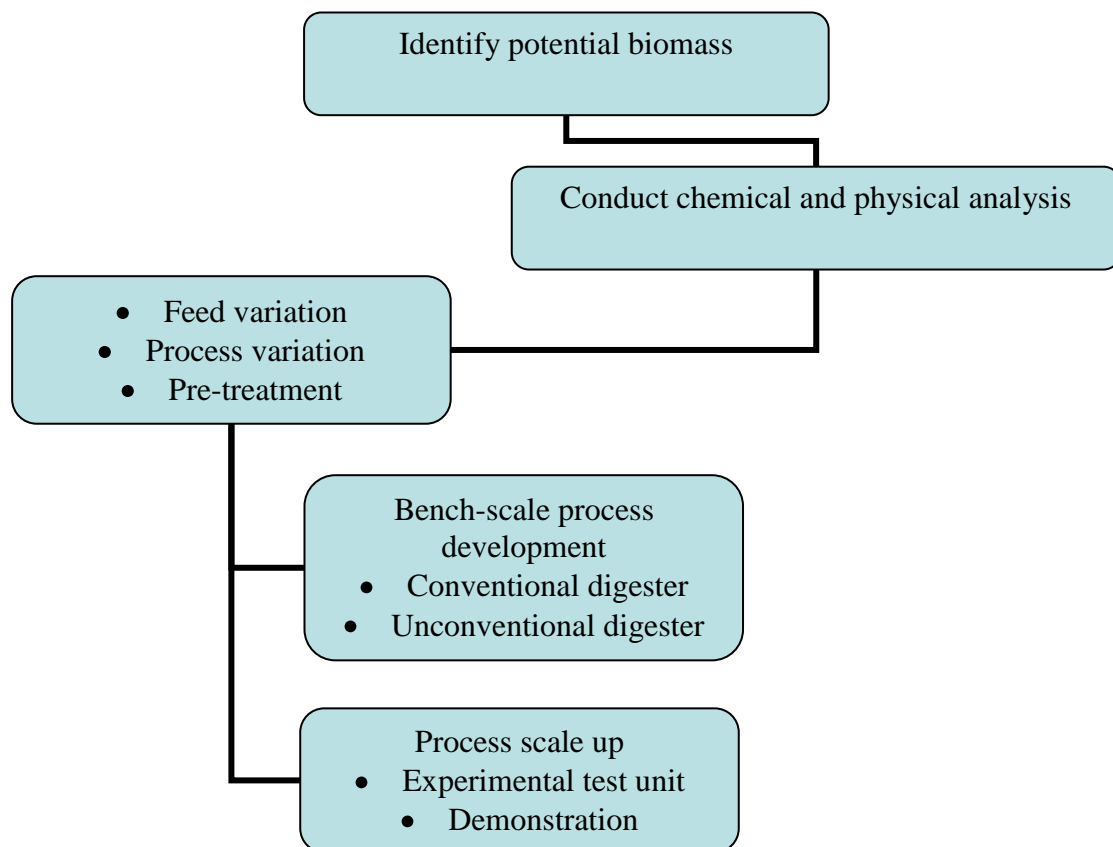 Identify potential biomass
Conduct chemical and physical analysis
• Feed variation
• Process variation
• Pre-treatment
Bench-scale process
development
• Conventional digester
• Unconventional digester
Process scale up
• Experimental test unit
• Demonstration